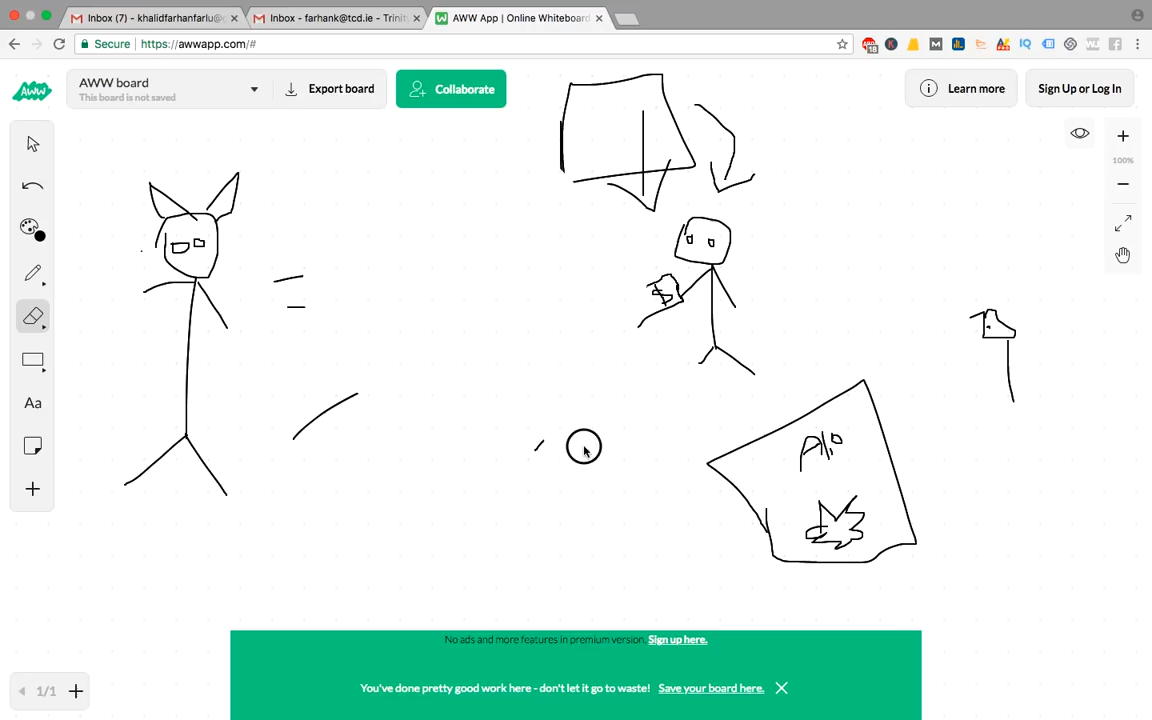 Inbox (7) - khalidfarhanfarlu@g
Inbox - farhank@tcd.ie - Trinit
AWW App | Online Whiteboard
Secure
https://awwapp.com/#
18
AWW
AWW board
This board is not saved
Export board
Collaborate
Learn more
Sign Up or Log In
100%
Aa
$
No ads and more features in premium version. Sign up here.
You've done pretty good work here - don't let it go to waste! Save your board here.
1/1